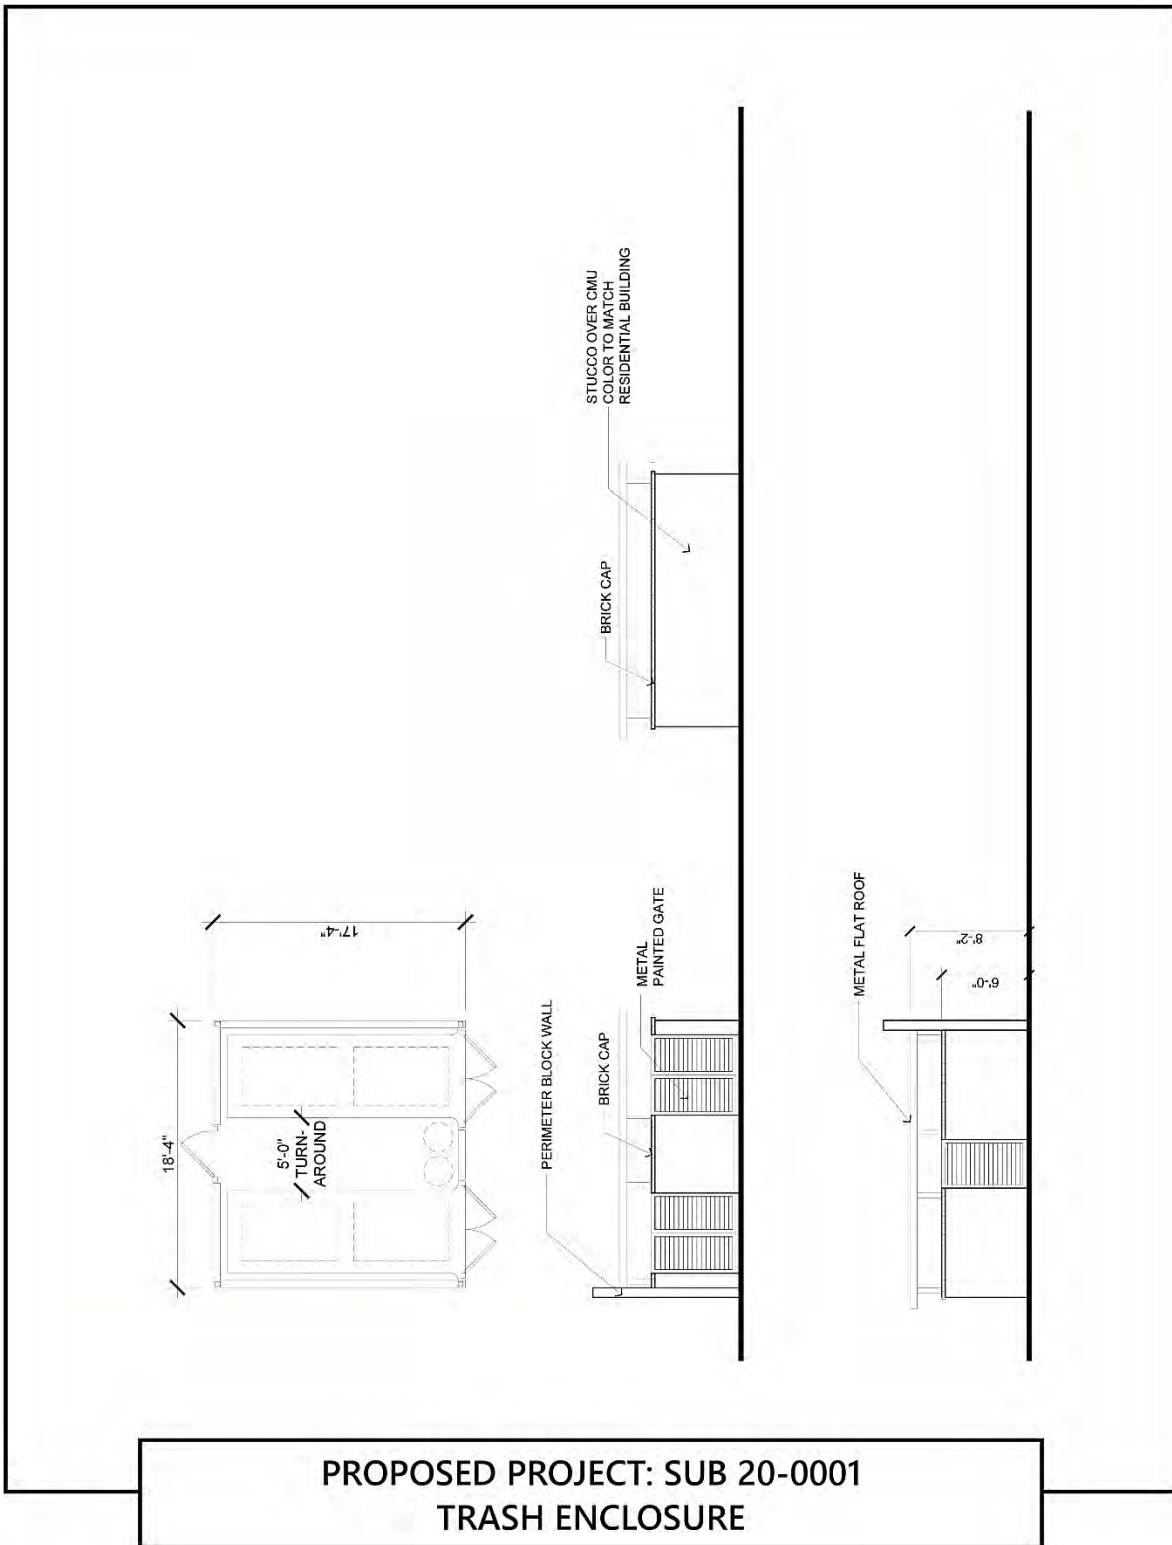 18'-4"
17'-4"
5'-0"
TURN-
AROUND
PERIMETER BLOCK WALL
BRICK CAP
METAL
PAINTED GATE
BRICK CAP
STUCCO OVER CMU
COLOR TO MATCH
RESIDENTIAL BUILDING
METAL FLAT ROOF
8'-2"
6'-0"
PROPOSED PROJECT: SUB 20-0001
TRASH ENCLOSURE